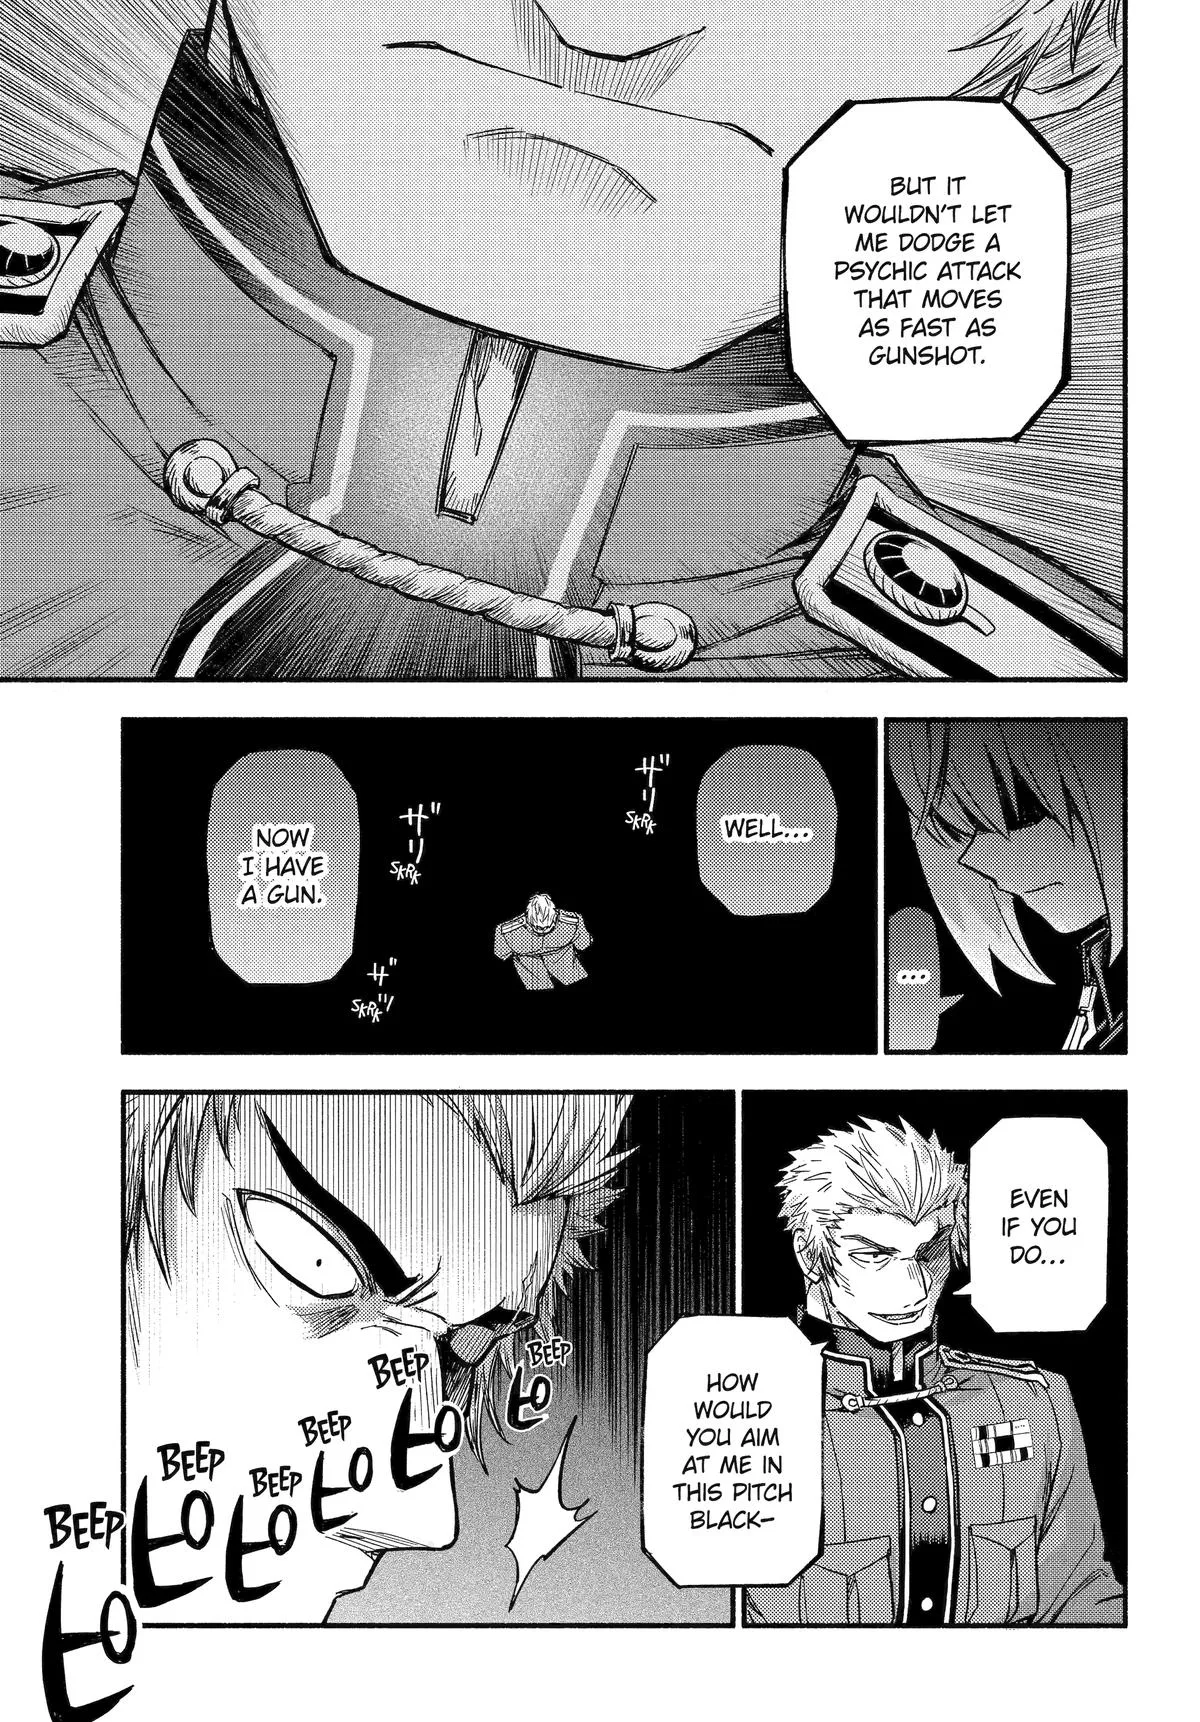 BUT IT
WOULDN'T LET
ME DODGE A
PSYCHIC ATTACK
THAT MOVES
AS FAST AS
GUNSHOT.
...
WELL...
ザリ
SKRK
ザリ
SKRK
ザッ
SKRK
NOW
I HAVE
A GUN.
EVEN
IF YOU
DO...
HOW
WOULD
YOU AIM
AT ME IN
THIS PITCH
BLACK–
BEEP
ピ
BEEP
ピ
BEEP
ピ
BEEP
ピ
BEEP
ピ
BEEP
ピ